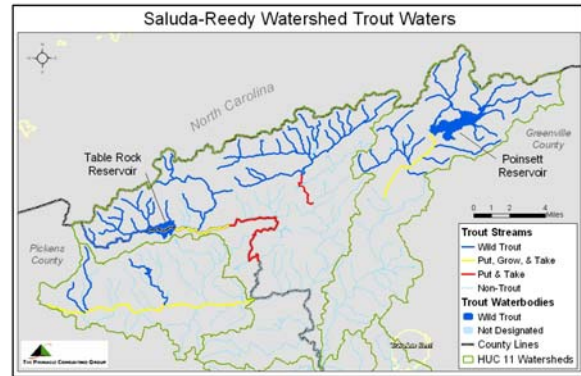 Saluda-Reedy Watershed Trout Waters
North Carolina
Greenville
County
Table Rock
Reservoir
Poinsett
Reservoir
Pickens
County
0 2 4
Miles
Trout Streams
Wild Trout
Put, Grow, & Take
Put & Take
Non-Trout
Trout Waterbodies
Wild Trout
Not Designated
County Lines
HUC 11 Watersheds
THE PINNACLE CONSULTING GROUP